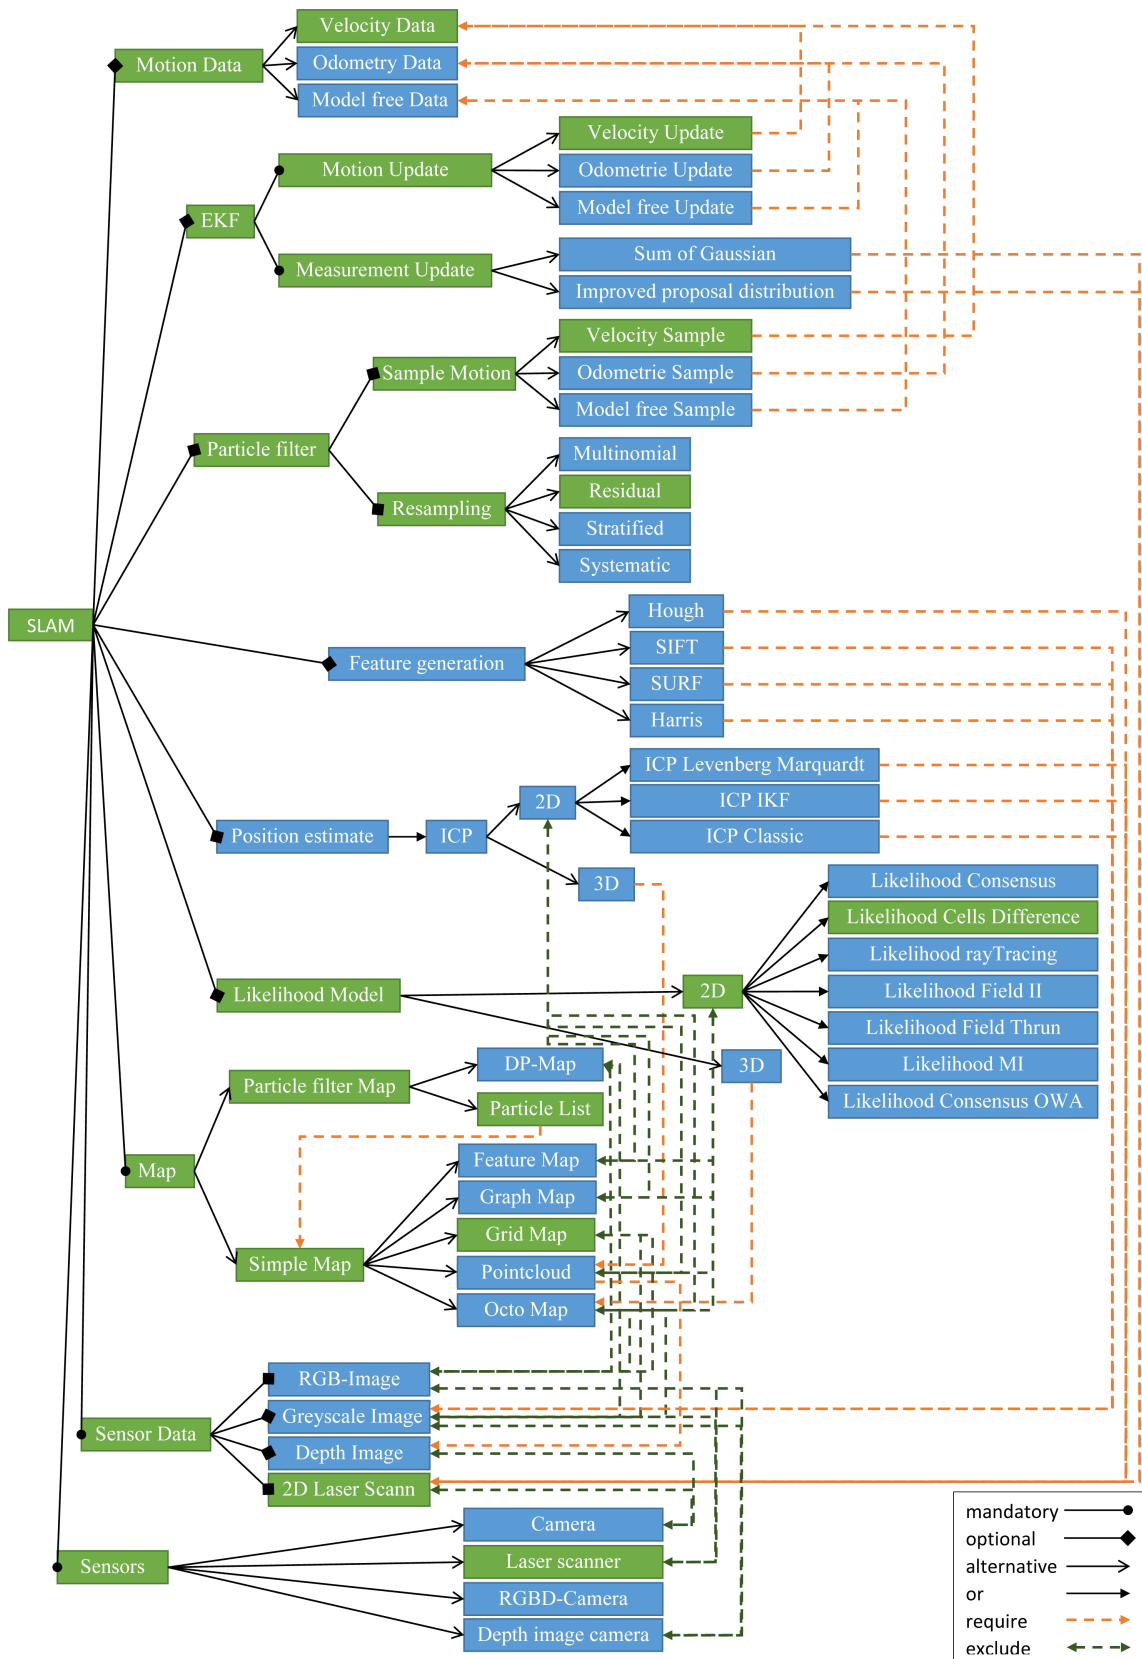 Velocity Data
Motion Data
Odometry Data
Model free Data
Velocity Update
Motion Update
Odometrie Update
Model free Update
EKF
Sum of Gaussian
Measurement Update
Improved proposal distribution
Velocity Sample
Sample Motion
Odometrie Sample
Model free Sample
Particle filter
Multinomial
Residual
Resampling
Stratified
Systematic
SLAM
Hough
SIFT
Feature generation
SURF
Harris
ICP Levenberg Marquardt
2D
ICP IKF
Position estimate
ICP
ICP Classic
3D
Likelihood Consensus
Likelihood Cells Difference
Likelihood rayTracing
Likelihood Model
2D
Likelihood Field II
Likelihood Field Thrun
3D
Likelihood MI
Likelihood Consensus OWA
DP-Map
Particle filter Map
Particle List
Map
Feature Map
Graph Map
Grid Map
Simple Map
Pointcloud
Octo Map
RGB-Image
Greyscale Image
Sensor Data
Depth Image
2D Laser Scann
Camera
Sensors
Laser scanner
RGBD-Camera
Depth image camera
mandatory
optional
alternative
or
require
exclude